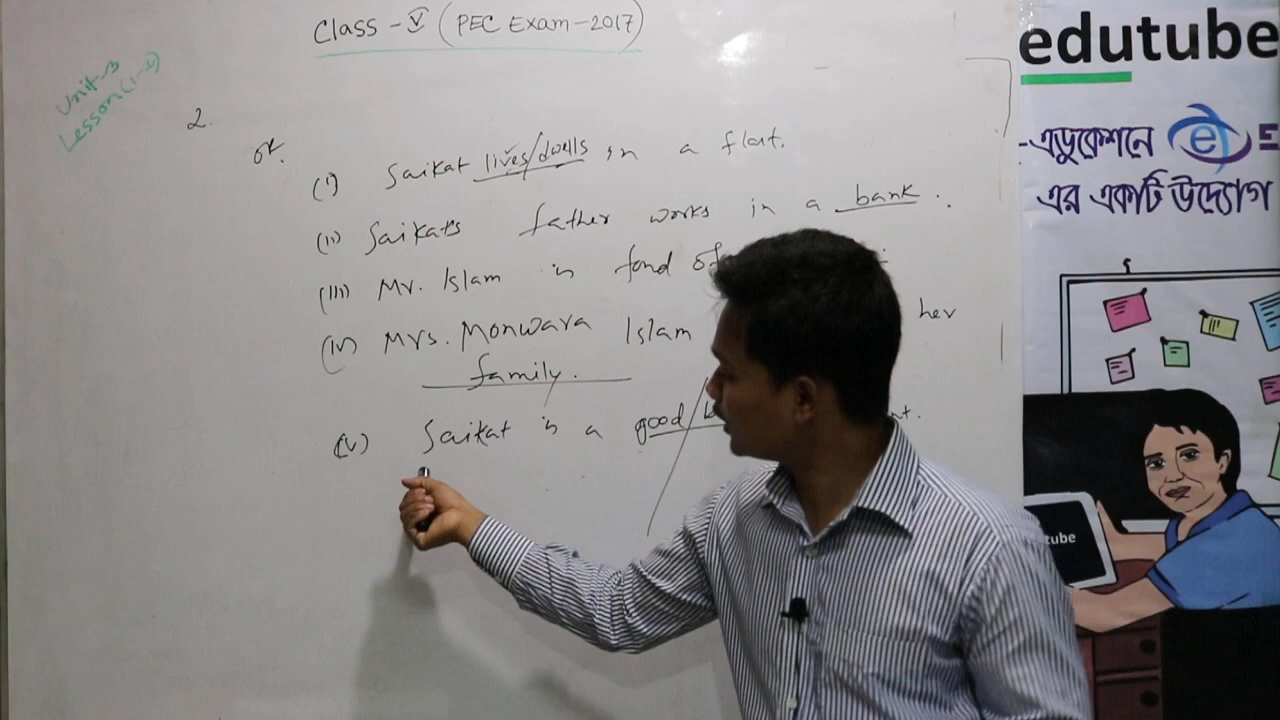 Class - V (PEC Exam-2017)
Unit-3
Lesson (1-2)
2.
or.
(i) Saikat lives/dwells in a flat.
(ii) Saikat's father works in a bank.
(iii) Mr. Islam is fond of
(iv) Mrs. Monwara Islam her
family.
(v) Saikat is a good/
edutube
-এডুকেশনে e E
এর একটি উদ্যোগ
tube